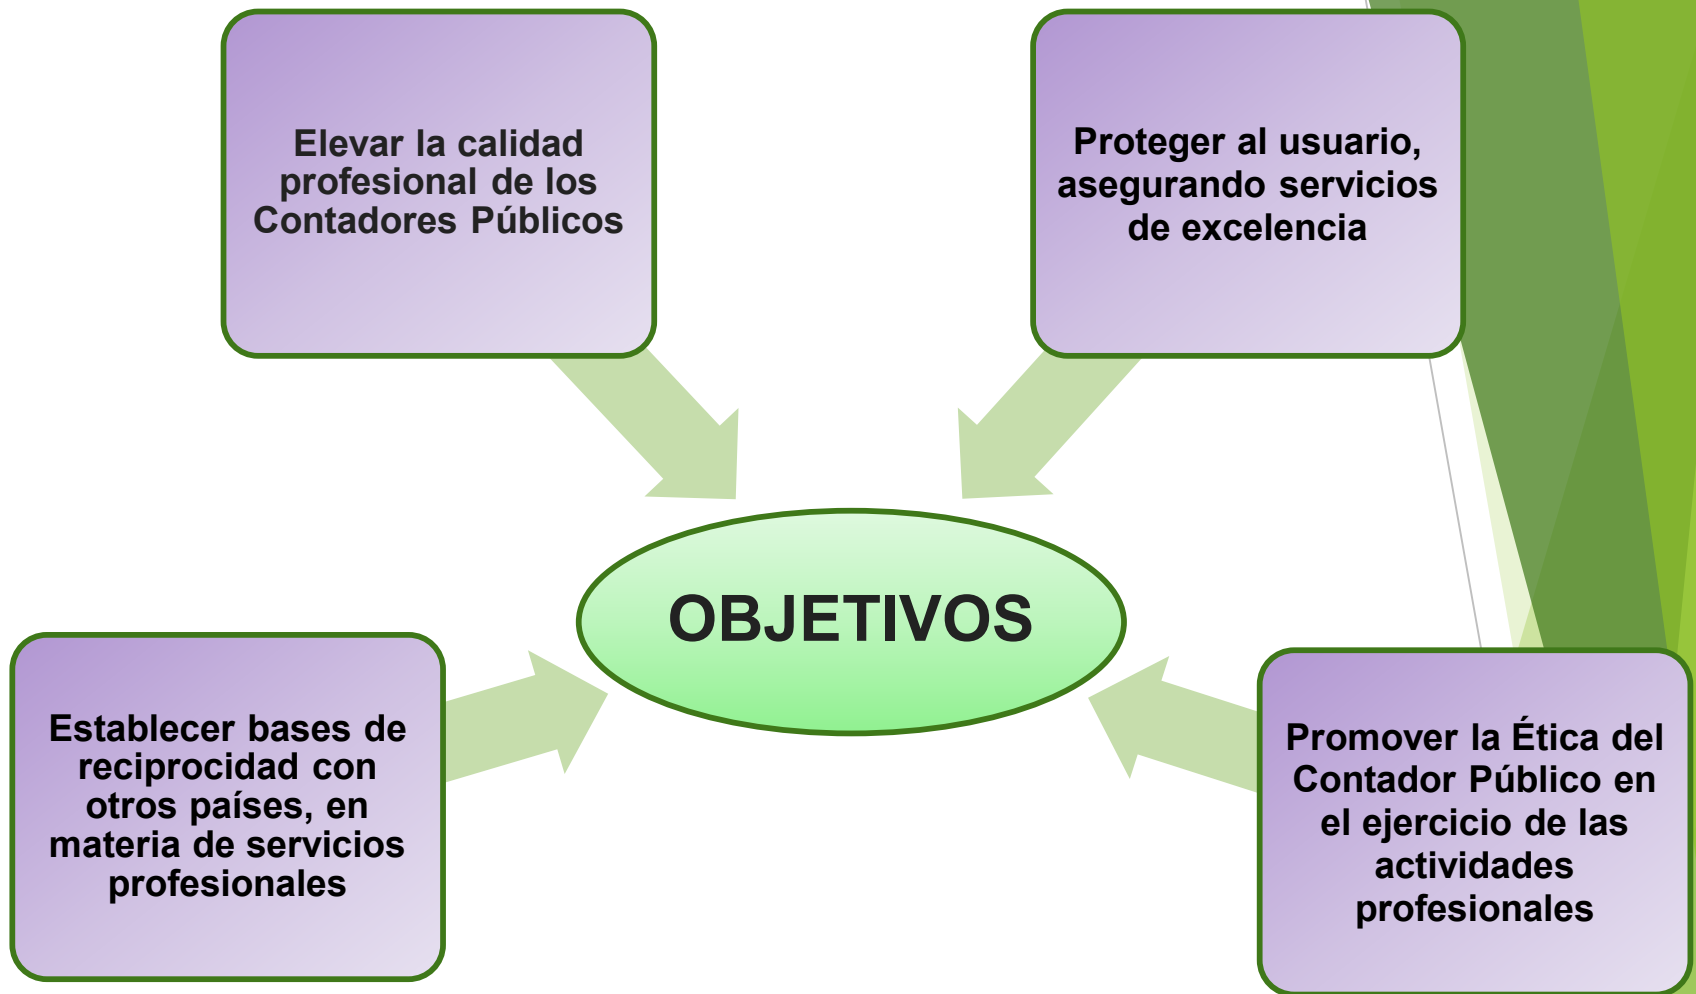 Elevar la calidad
profesional de los
Contadores Públicos
Proteger al usuario,
asegurando servicios
de excelencia
OBJETIVOS
Establecer bases de
reciprocidad con
otros países, en
materia de servicios
profesionales
Promover la Ética del
Contador Público en
el ejercicio de las
actividades
profesionales